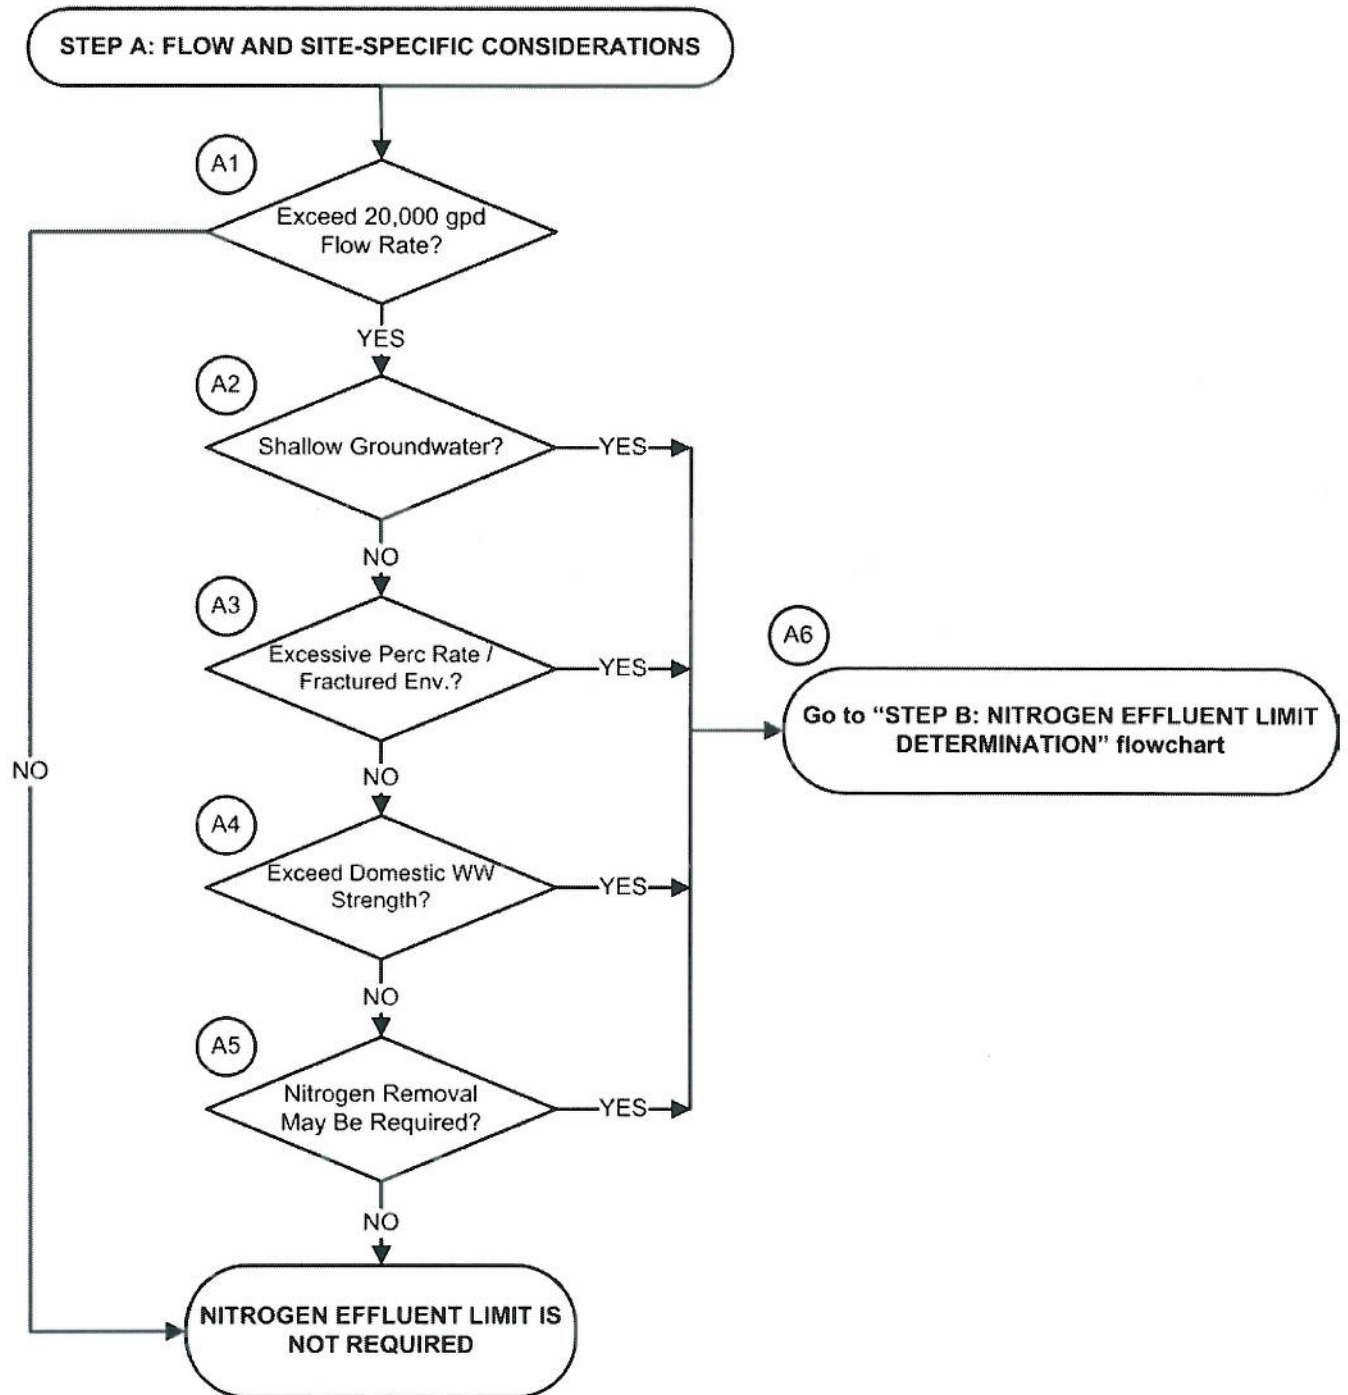 STEP A: FLOW AND SITE-SPECIFIC CONSIDERATIONS
A1
Exceed 20,000 gpd
Flow Rate?
YES
A2
Shallow Groundwater?
YES
NO
A3
Excessive Perc Rate /
Fractured Env.?
YES
A6
Go to “STEP B: NITROGEN EFFLUENT LIMIT
DETERMINATION” flowchart
NO
NO
A4
Exceed Domestic WW
Strength?
YES
NO
A5
Nitrogen Removal
May Be Required?
YES
NO
NITROGEN EFFLUENT LIMIT IS
NOT REQUIRED